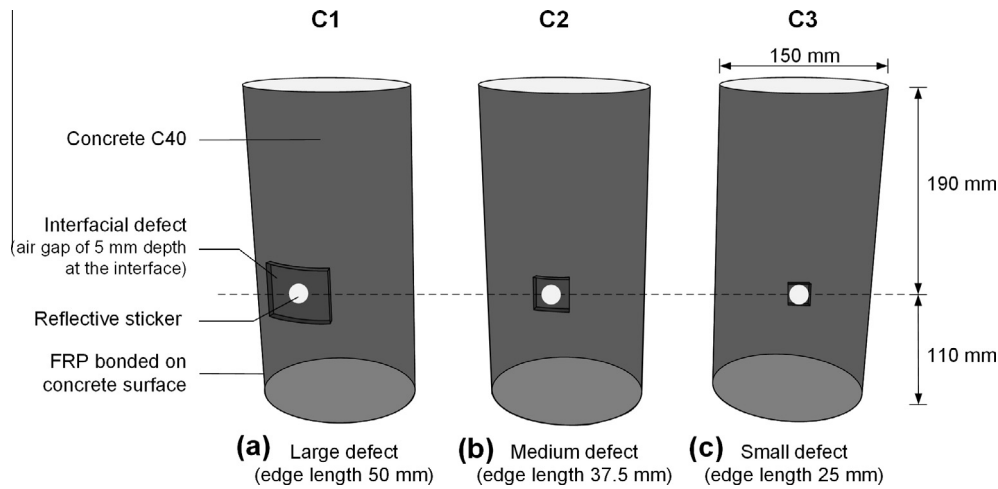 C1
C2
C3
150 mm
Concrete C40
190 mm
Interfacial defect
(air gap of 5 mm depth
at the interface)
Reflective sticker
FRP bonded on
concrete surface
110 mm
(a) Large defect
(edge length 50 mm)
(b) Medium defect
(edge length 37.5 mm)
(c) Small defect
(edge length 25 mm)